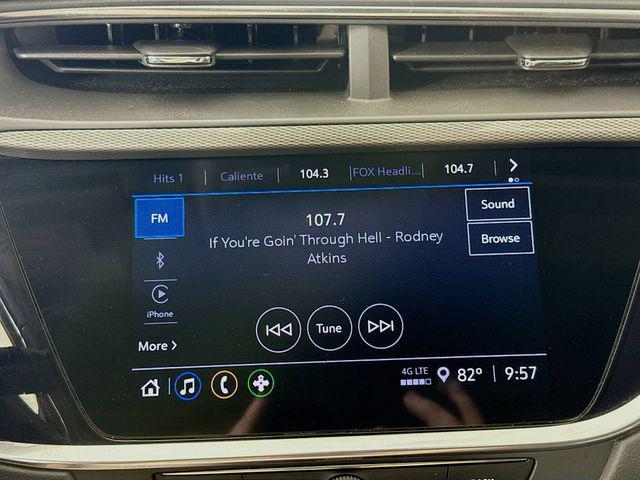 Hits 1 Caliente 104.3 FOX Headli... 104.7
FM
107.7
If You're Goin' Through Hell - Rodney
Atkins
Sound
Browse
iPhone
Tune
More
4G LTE
82° 9:57